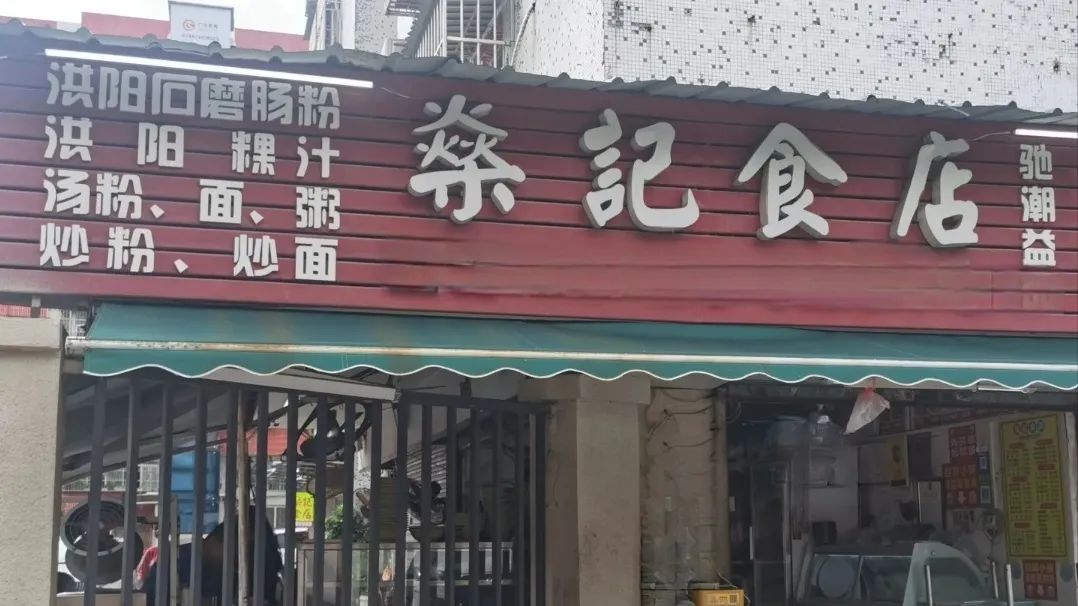 洪阳石磨肠粉
洪阳粿汁
汤粉、面、粥
炒粉、炒面
燊記食店
驰潮益